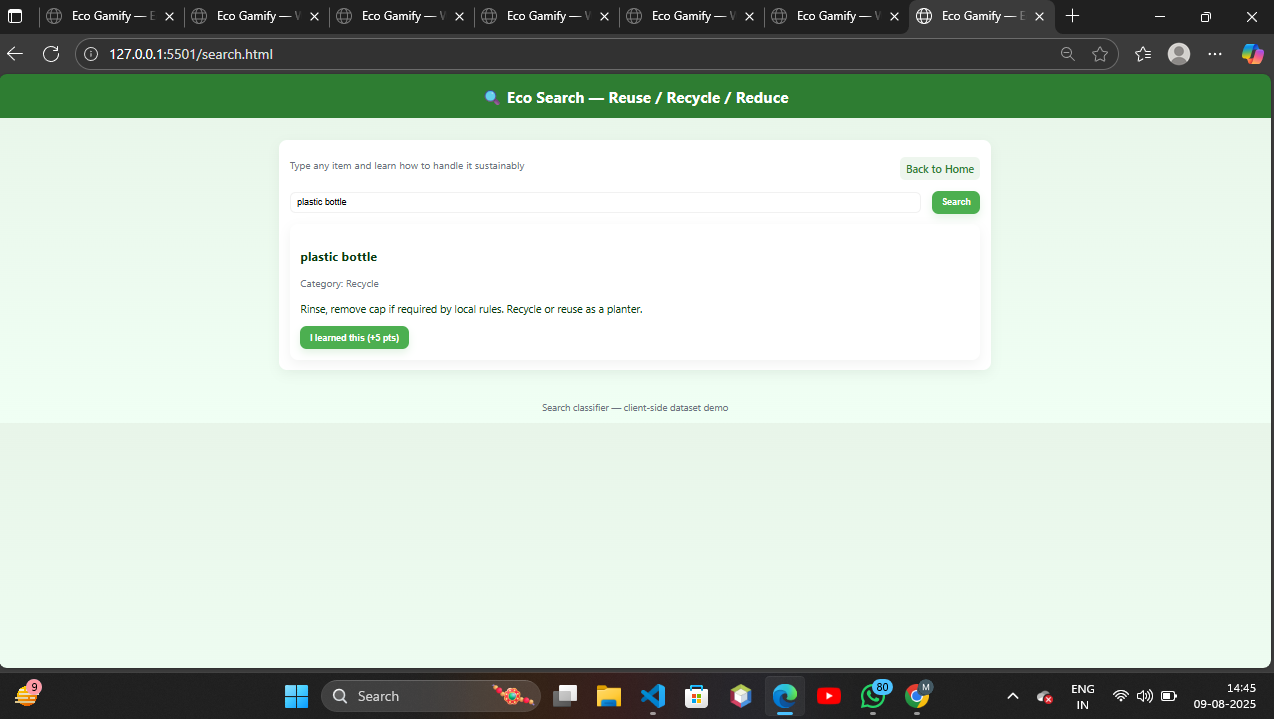 Eco Gamify — E
Eco Gamify — V
Eco Gamify — V
Eco Gamify — V
Eco Gamify — V
Eco Gamify — V
Eco Gamify — E
127.0.0.1:5501/search.html
Eco Search — Reuse / Recycle / Reduce
Type any item and learn how to handle it sustainably
Back to Home
plastic bottle
Search
plastic bottle
Category: Recycle
Rinse, remove cap if required by local rules. Recycle or reuse as a planter.
I learned this (+5 pts)
Search classifier — client-side dataset demo
9
Search
80
M
ENG
IN
14:45
09-08-2025